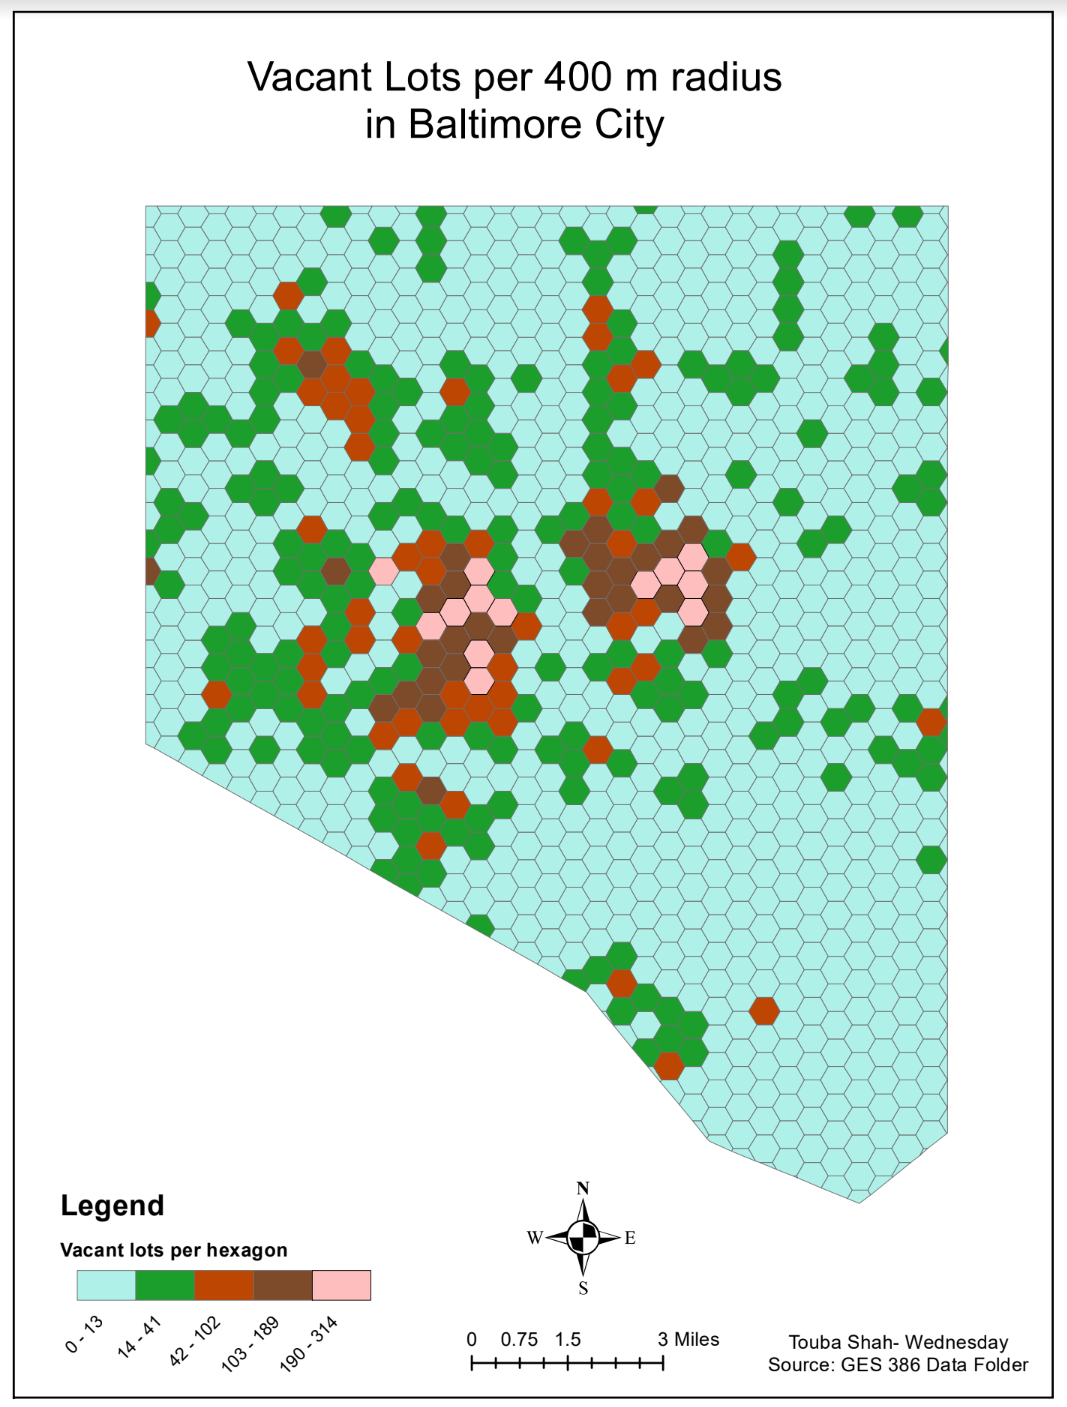 Vacant Lots per 400 m radius
in Baltimore City
Legend
Vacant lots per hexagon
0 - 13
14 - 41
42 - 102
103 - 189
190 - 314
N
W E
S
0 0.75 1.5 3 Miles
Touba Shah- Wednesday
Source: GES 386 Data Folder